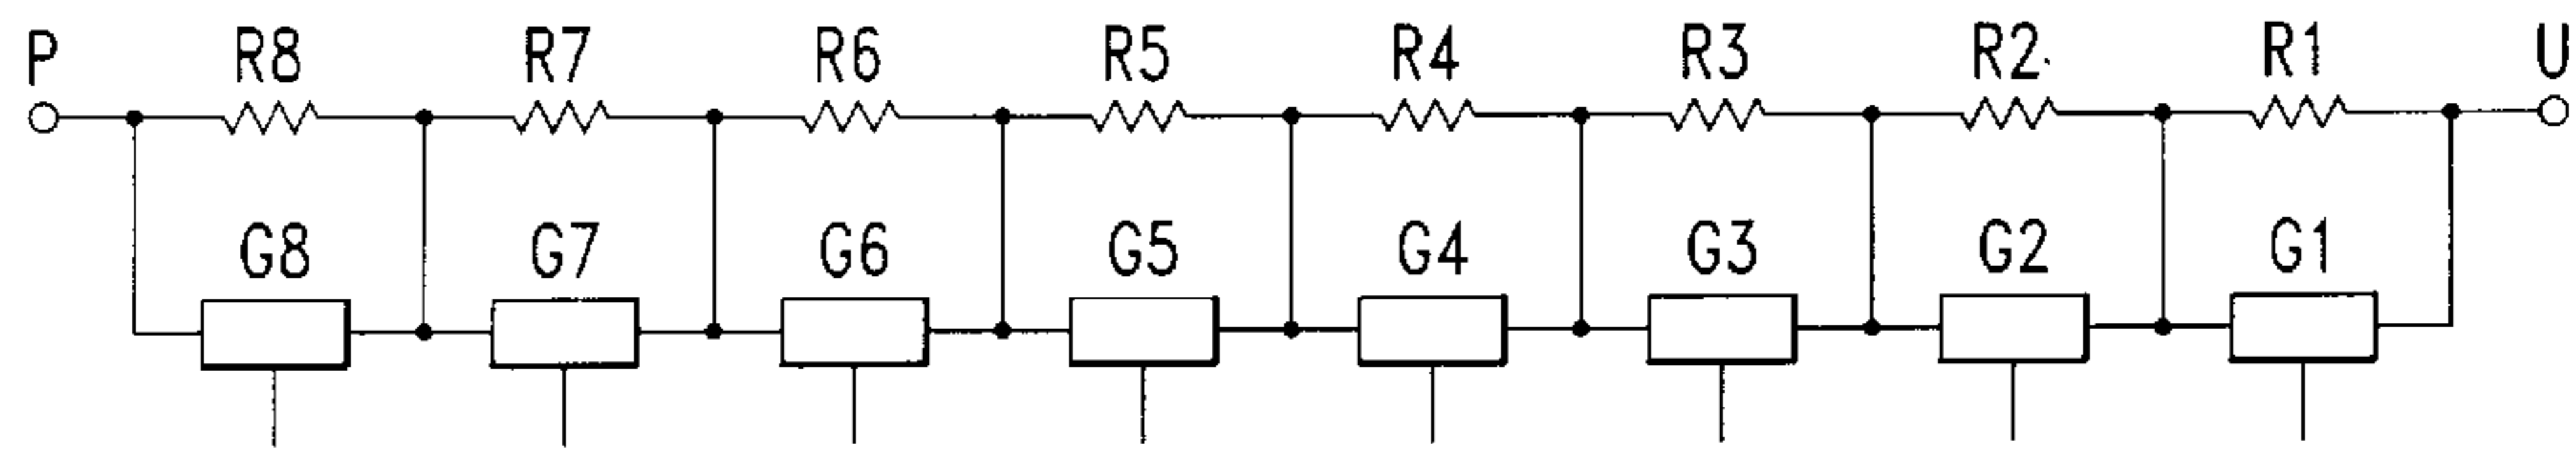 P R8 R7 R6 R5 R4 R3 R2 R1 U
G8 G7 G6 G5 G4 G3 G2 G1